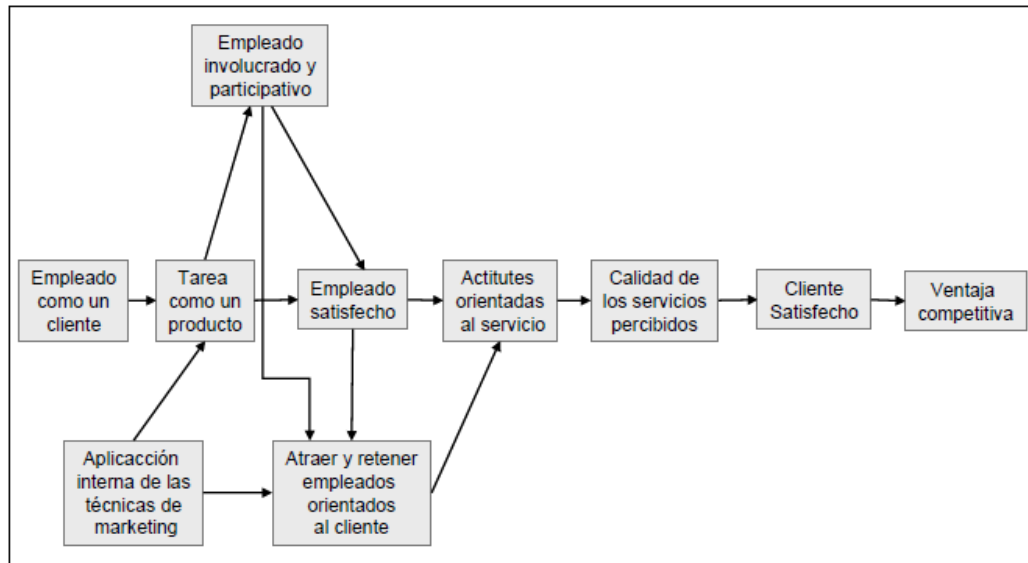 Empleado
involucrado y
participativo
Empleado
como un
cliente
Tarea
como un
producto
Empleado
satisfecho
Actitutes
orientadas
al servicio
Calidad de
los servicios
percibidos
Cliente
Satisfecho
Ventaja
competitiva
Aplicacción
interna de las
técnicas de
marketing
Atraer y retener
empleados
orientados
al cliente